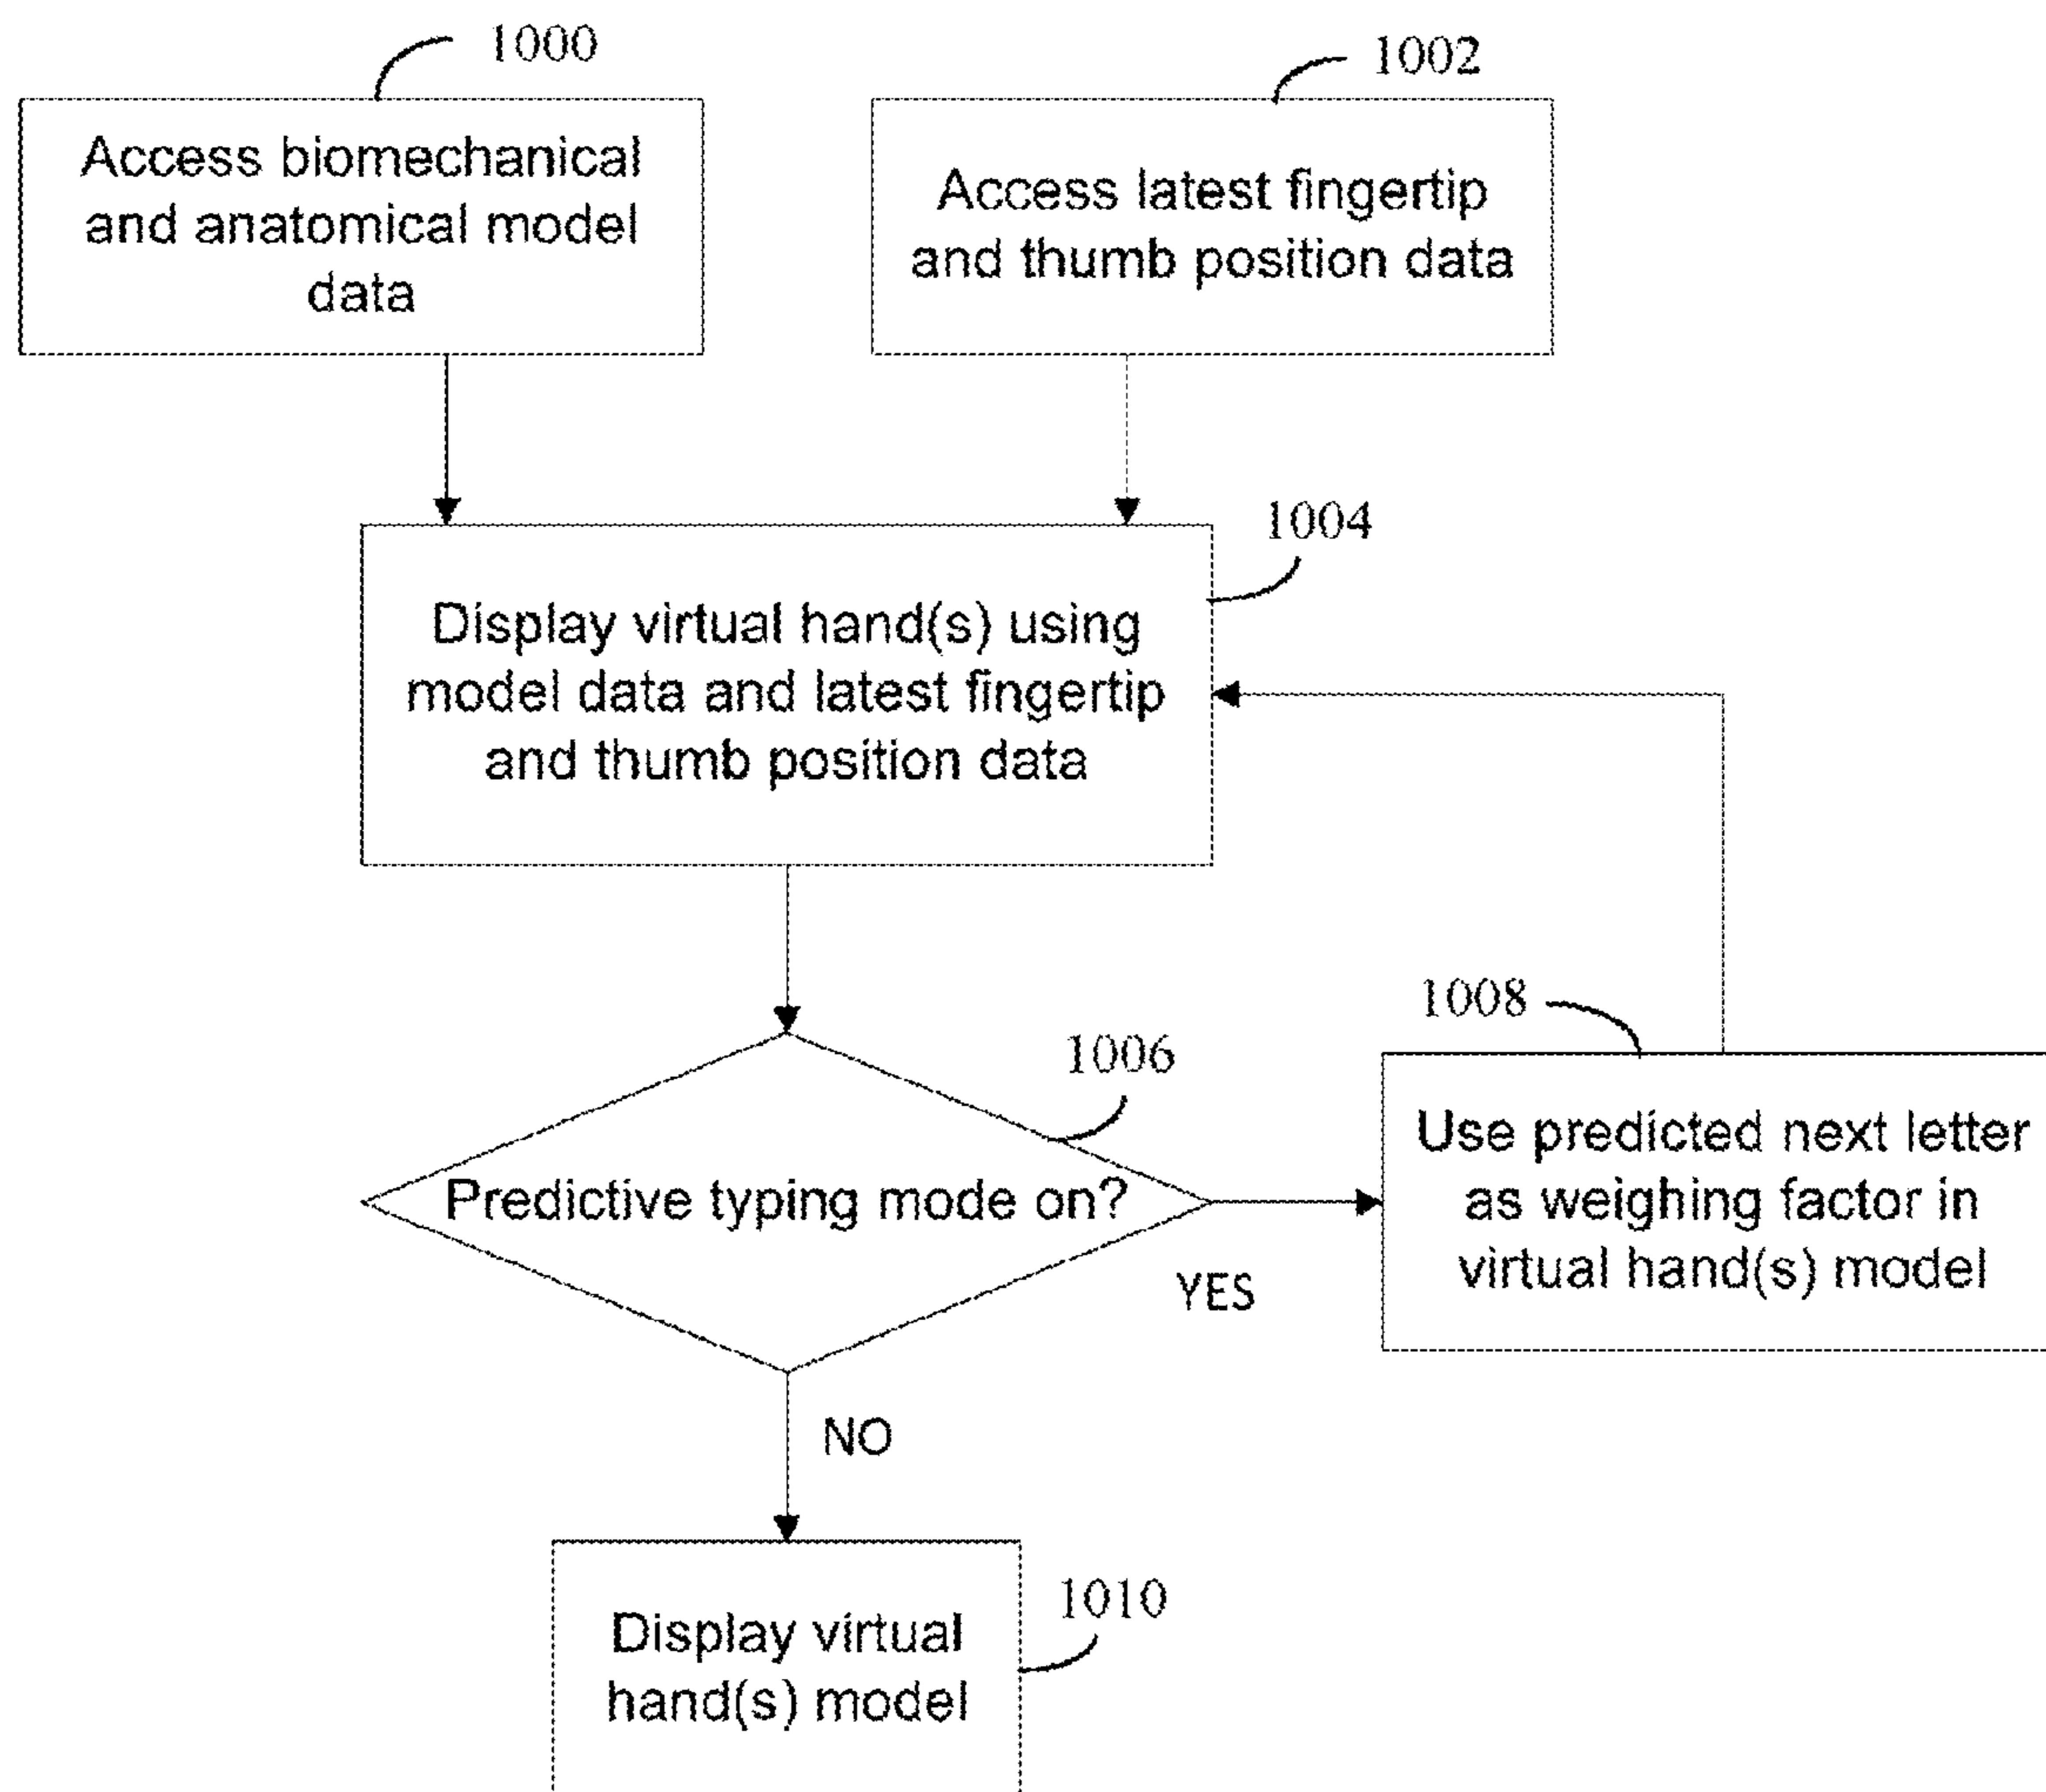 1000
Access biomechanical
and anatomical model
data
1002
Access latest fingertip
and thumb position data
1004
Display virtual hand(s) using
model data and latest fingertip
and thumb position data
1006
Predictive typing mode on?
YES
1008
Use predicted next letter
as weighing factor in
virtual hand(s) model
NO
1010
Display virtual
hand(s) model